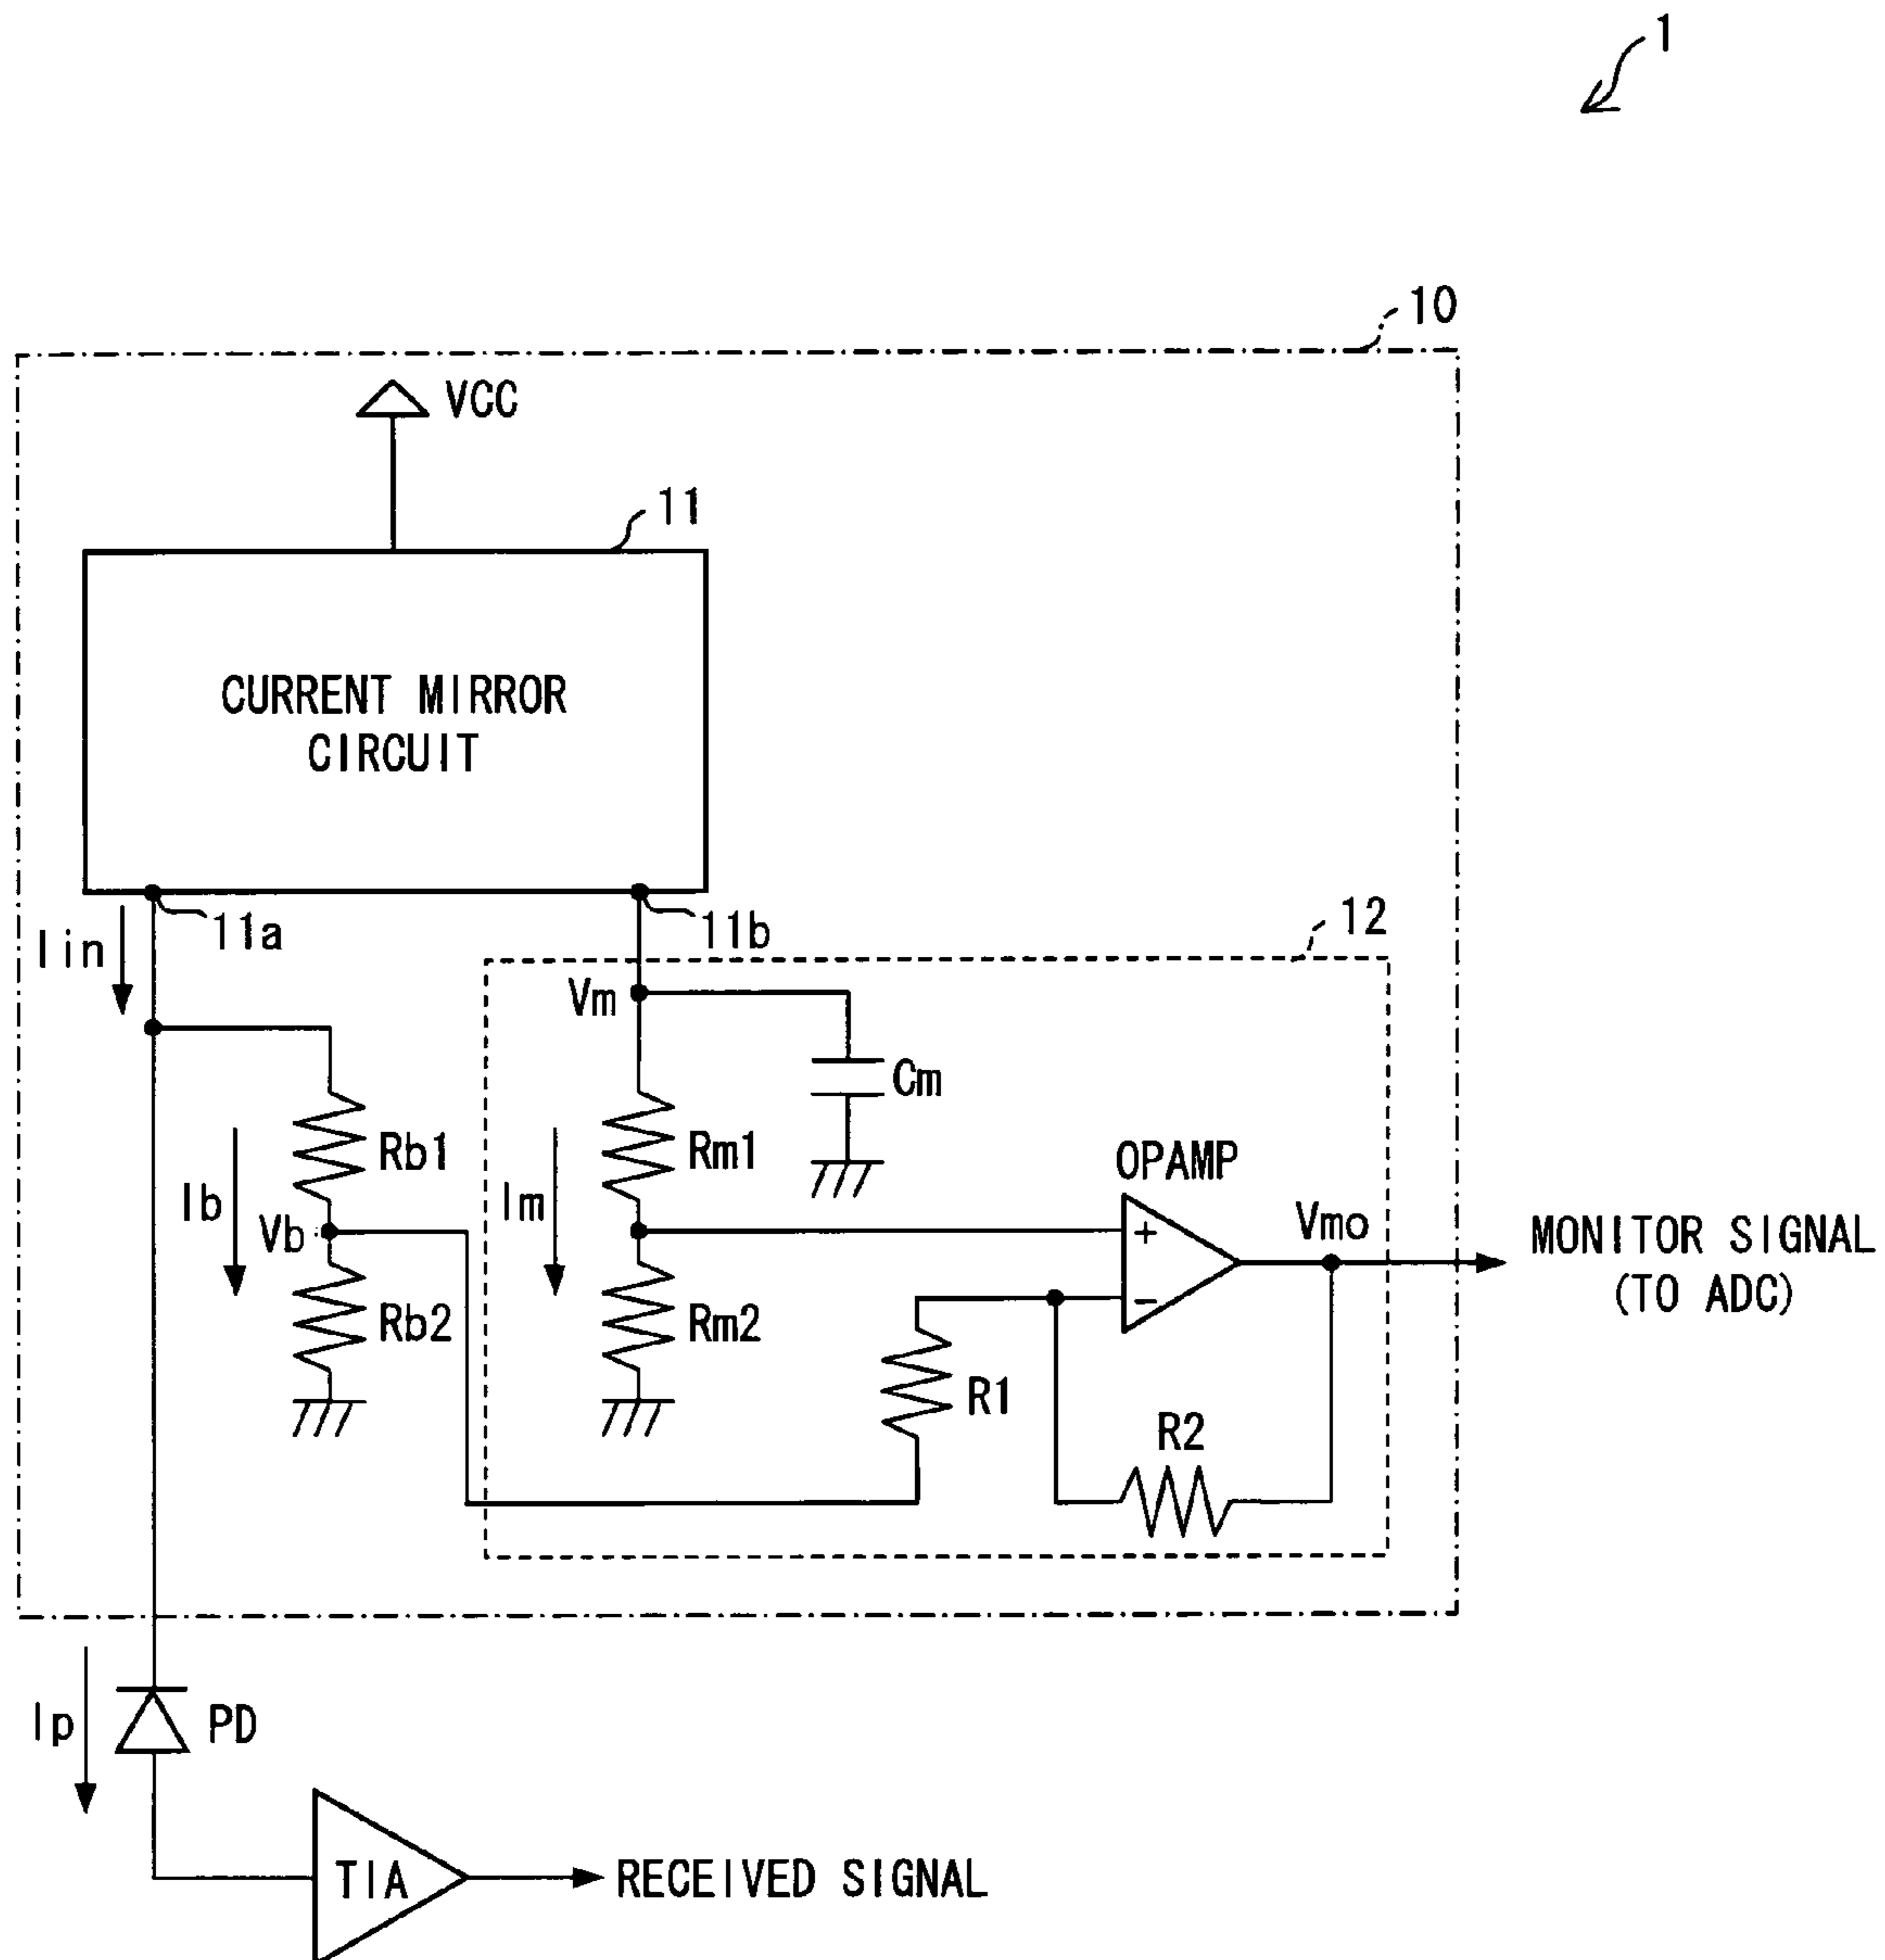 1
10
VCC
11
CURRENT MIRROR
CIRCUIT
11a
11b
12
Iin
Vm
Cm
Rb1
Rm1
OPAMP
Ib
Vb
Im
+
Vmo
MONITOR SIGNAL
(TO ADC)
−
Rb2
Rm2
R1
R2
Ip
PD
TIA
RECEIVED SIGNAL